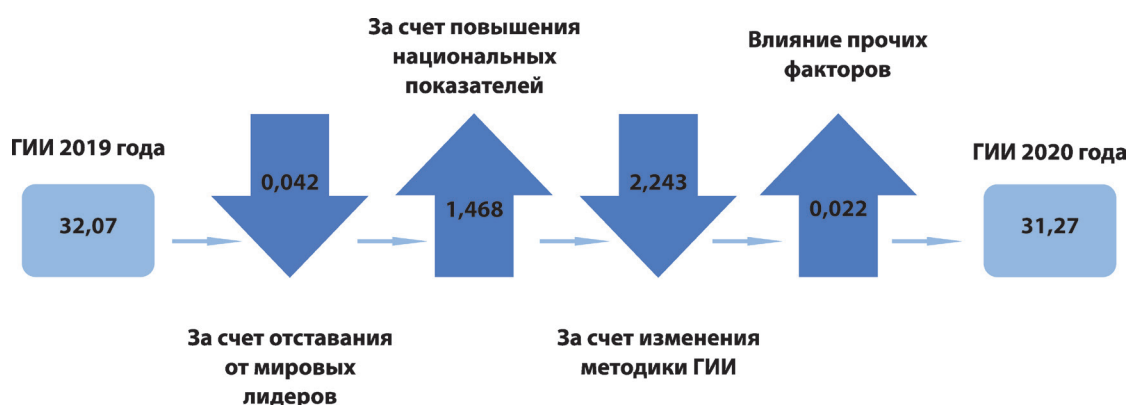 ГИИ 2019 года
32,07
0,042
За счет отставания
от мировых
лидеров
За счет повышения
национальных
показателей
1,468
2,243
За счет изменения
методики ГИИ
Влияние прочих
факторов
0,022
ГИИ 2020 года
31,27